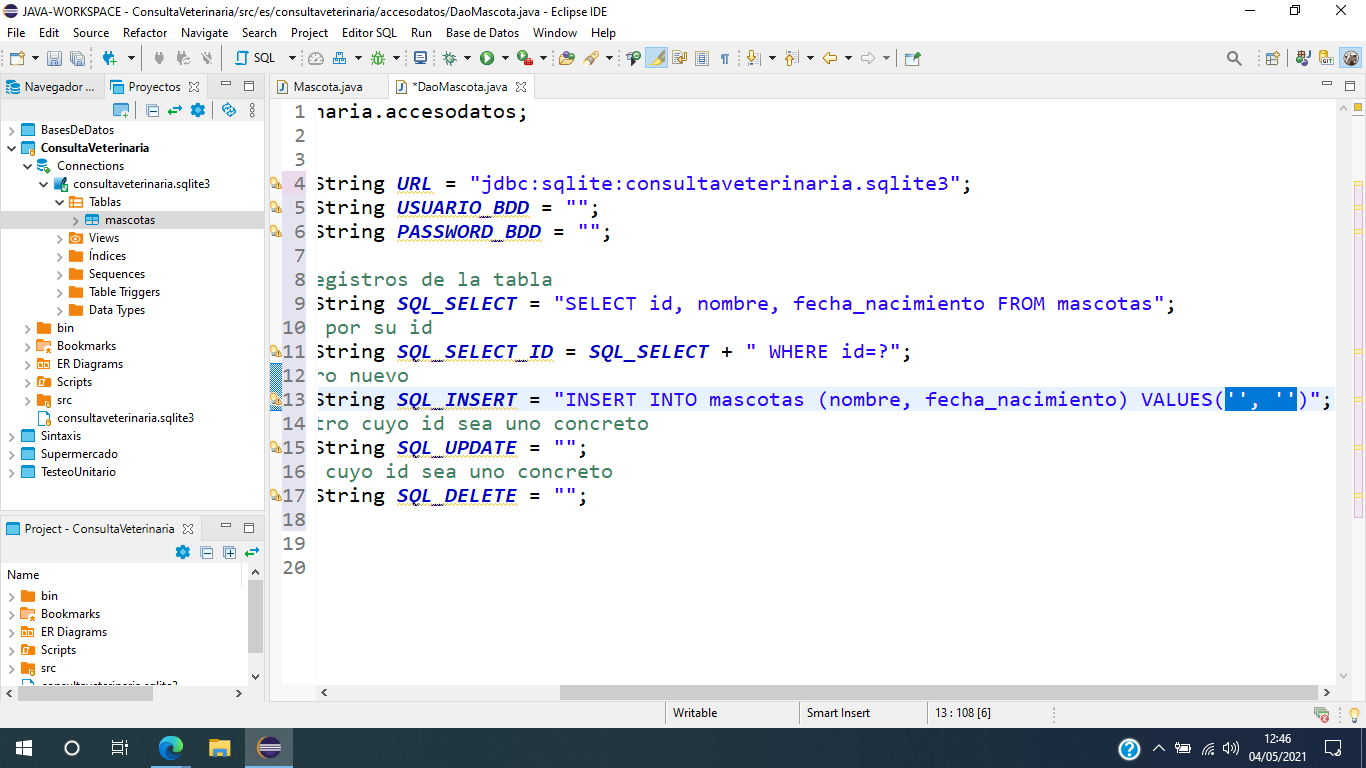 JAVA-WORKSPACE - ConsultaVeterinaria/src/es/consultaveterinaria/accesodatos/DaoMascota.java - Eclipse IDE
File Edit Source Refactor Navigate Search Project Editor SQL Run Base de Datos Window Help
SQL
Navegador ...
Proyectos
BasesDeDatos
ConsultaVeterinaria
Connections
consultaveterinaria.sqlite3
Tablas
mascotas
Views
Índices
Sequences
Table Triggers
Data Types
bin
Bookmarks
ER Diagrams
Scripts
src
consultaveterinaria.sqlite3
Sintaxis
Supermercado
TesteoUnitario
Project - ConsultaVeterinaria
Name
bin
Bookmarks
ER Diagrams
Scripts
src
Mascota.java
*DaoMascota.java
1 naria.accesodatos;
2
3
4 String URL = "jdbc:sqlite:consultaveterinaria.sqlite3";
5 String USUARIO_BDD = "";
6 String PASSWORD_BDD = "";
7
8 egistros de la tabla
9 String SQL_SELECT = "SELECT id, nombre, fecha_nacimiento FROM mascotas";
10 por su id
11 String SQL_SELECT_ID = SQL_SELECT + " WHERE id=?";
12 ro nuevo
13 String SQL_INSERT = "INSERT INTO mascotas (nombre, fecha_nacimiento) VALUES('', '')";
14 tro cuyo id sea uno concreto
15 String SQL_UPDATE = "";
16 cuyo id sea uno concreto
17 String SQL_DELETE = "";
18
19
20
Writable
Smart Insert
13 : 108 [6]
12:46
04/05/2021